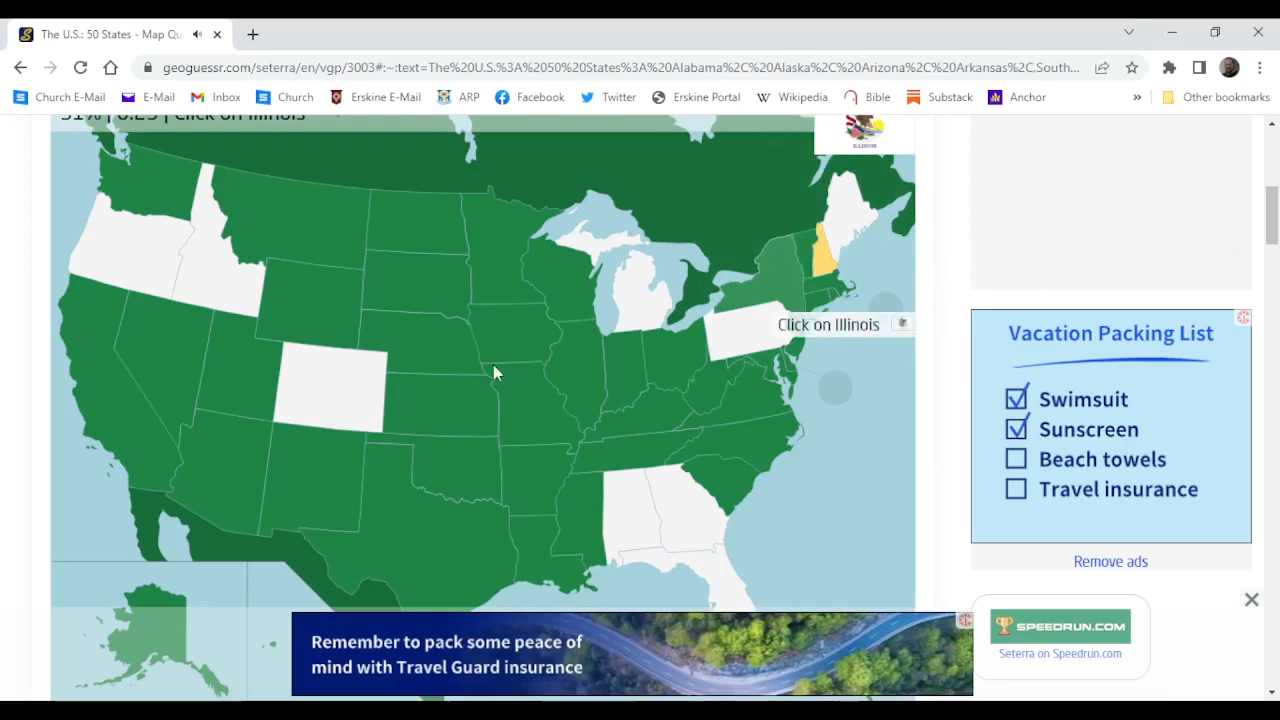 The U.S.: 50 States - Map Qu
geoguessr.com/seterra/en/vgp/3003#:~:text=The%20U.S.%3A%2050%20States%3A%20Alabama%2C%20Alaska%2C%20Arizona%2C%20Arkansas%2C,South...
Church E-Mail
E-Mail
Inbox
Church
Erskine E-Mail
ARP
Facebook
Twitter
Erskine Portal
Wikipedia
Bible
Substack
Anchor
»
Other bookmarks
Click on Illinois
ILLINOIS
Click on Illinois
Vacation Packing List
Swimsuit
Sunscreen
Beach towels
Travel insurance
Remove ads
Remember to pack some peace of
mind with Travel Guard insurance
SPEEDRUN.COM
Seterra on Speedrun.com